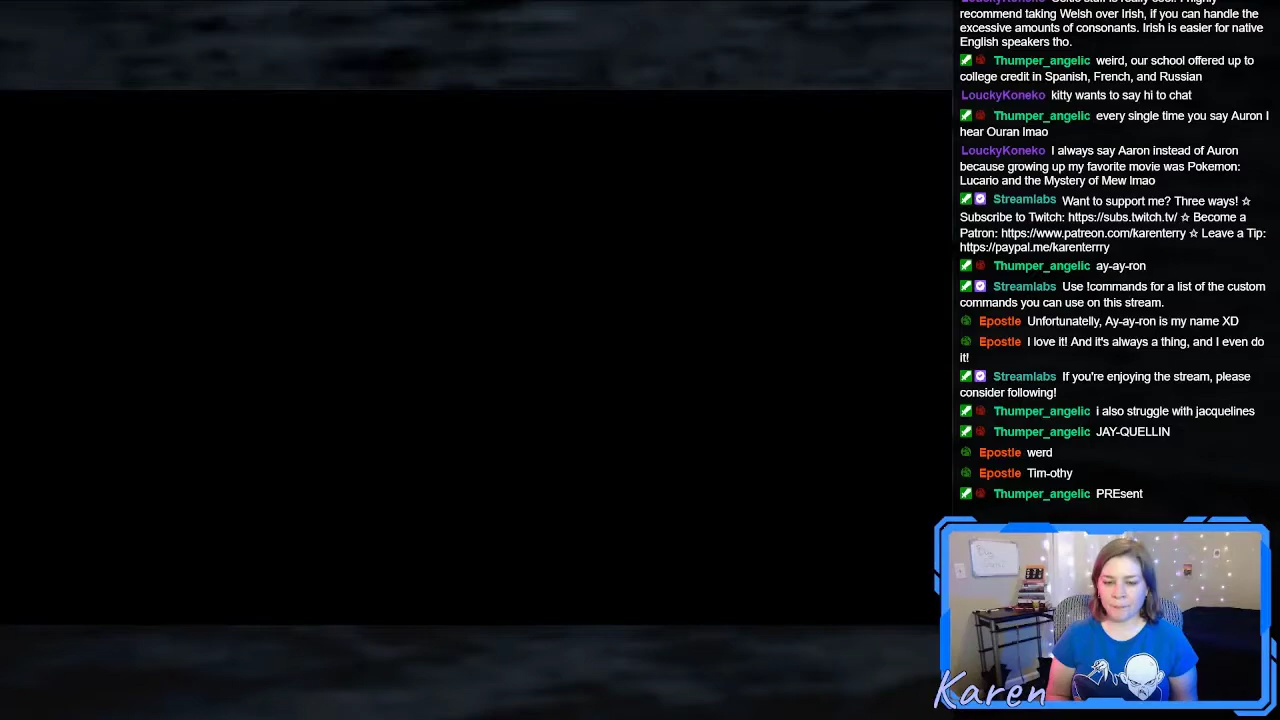 recommend taking Welsh over Irish, if you can handle the
excessive amounts of consonants. Irish is easier for native
English speakers tho.
Thumper_angelic weird, our school offered up to
college credit in Spanish, French, and Russian
LouckyKoneko kitty wants to say hi to chat
Thumper_angelic every single time you say Auron I
hear Ouran lmao
LouckyKoneko I always say Aaron instead of Auron
because growing up my favorite movie was Pokemon:
Lucario and the Mystery of Mew lmao
Streamlabs Want to support me? Three ways! ☆
Subscribe to Twitch: https://subs.twitch.tv/ ☆ Become a
Patron: https://www.patreon.com/karenterry ☆ Leave a Tip:
https://paypal.me/karenterrry
Thumper_angelic ay-ay-ron
Streamlabs Use !commands for a list of the custom
commands you can use on this stream.
Epostle Unfortunatelly, Ay-ay-ron is my name XD
Epostle I love it! And it's always a thing, and I even do
it!
Streamlabs If you're enjoying the stream, please
consider following!
Thumper_angelic i also struggle with jacquelines
Thumper_angelic JAY-QUELLIN
Epostle werd
Epostle Tim-othy
Thumper_angelic PREsent
Karen